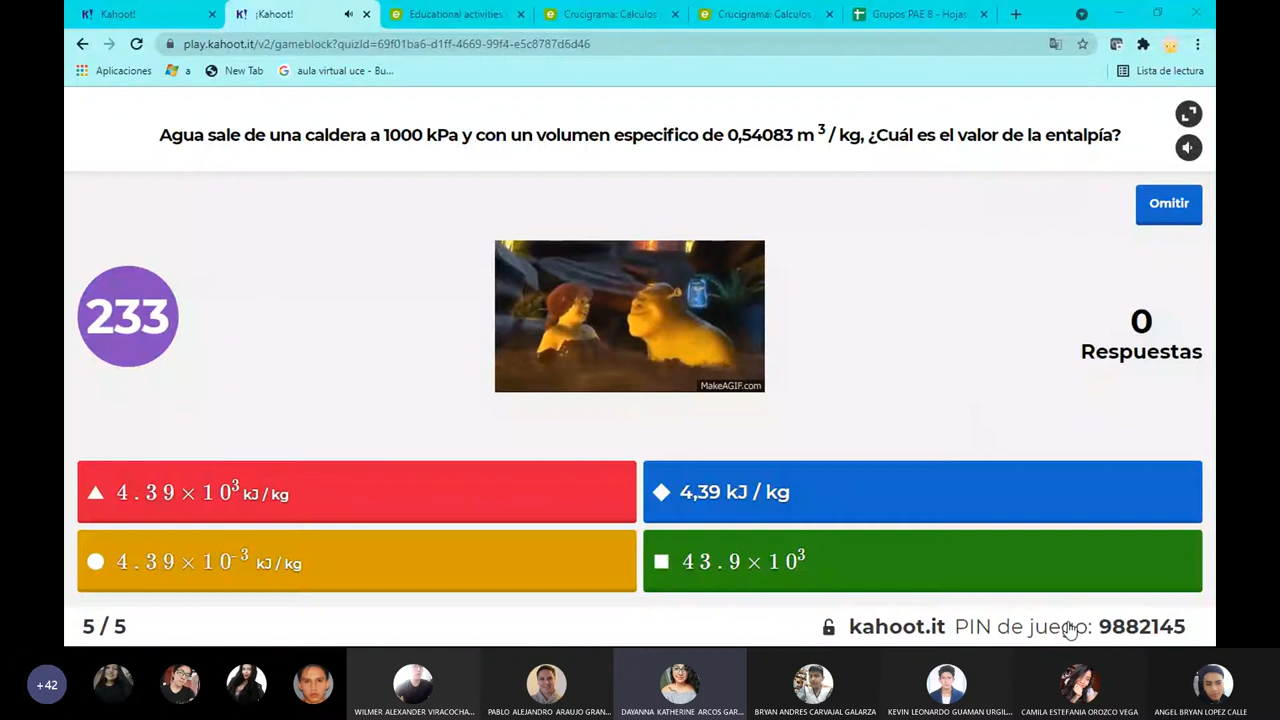 Kahoot!
¡Kahoot!
Educational activities
Crucigrama: Calculos
Crucigrama: Calculos
Grupos PAE 8 - Hojas
play.kahoot.it/v2/gameblock?quizId=69f01ba6-d1ff-4669-99f4-e5c8787d6d46
Aplicaciones
a
New Tab
aula virtual uce - Bu...
Lista de lectura
Agua sale de una caldera a 1000 kPa y con un volumen especifico de 0,54083 m ³ / kg, ¿Cuál es el valor de la entalpía?
Omitir
233
MakeAGIF.com
0
Respuestas
4.39×10³ kJ / kg
4,39 kJ / kg
4.39×10⁻³ kJ / kg
43.9×10³
5 / 5
kahoot.it PIN de juego: 9882145
+42
WILMER ALEXANDER VIRACOCHA...
PABLO ALEJANDRO ARAUJO GRAN...
DAYANNA KATHERINE ARCOS GAR...
BRYAN ANDRES CARVAJAL GALARZA
KEVIN LEONARDO GUAMAN URGIL...
CAMILA ESTEFANIA OROZCO VEGA
ANGEL BRYAN LOPEZ CALLE